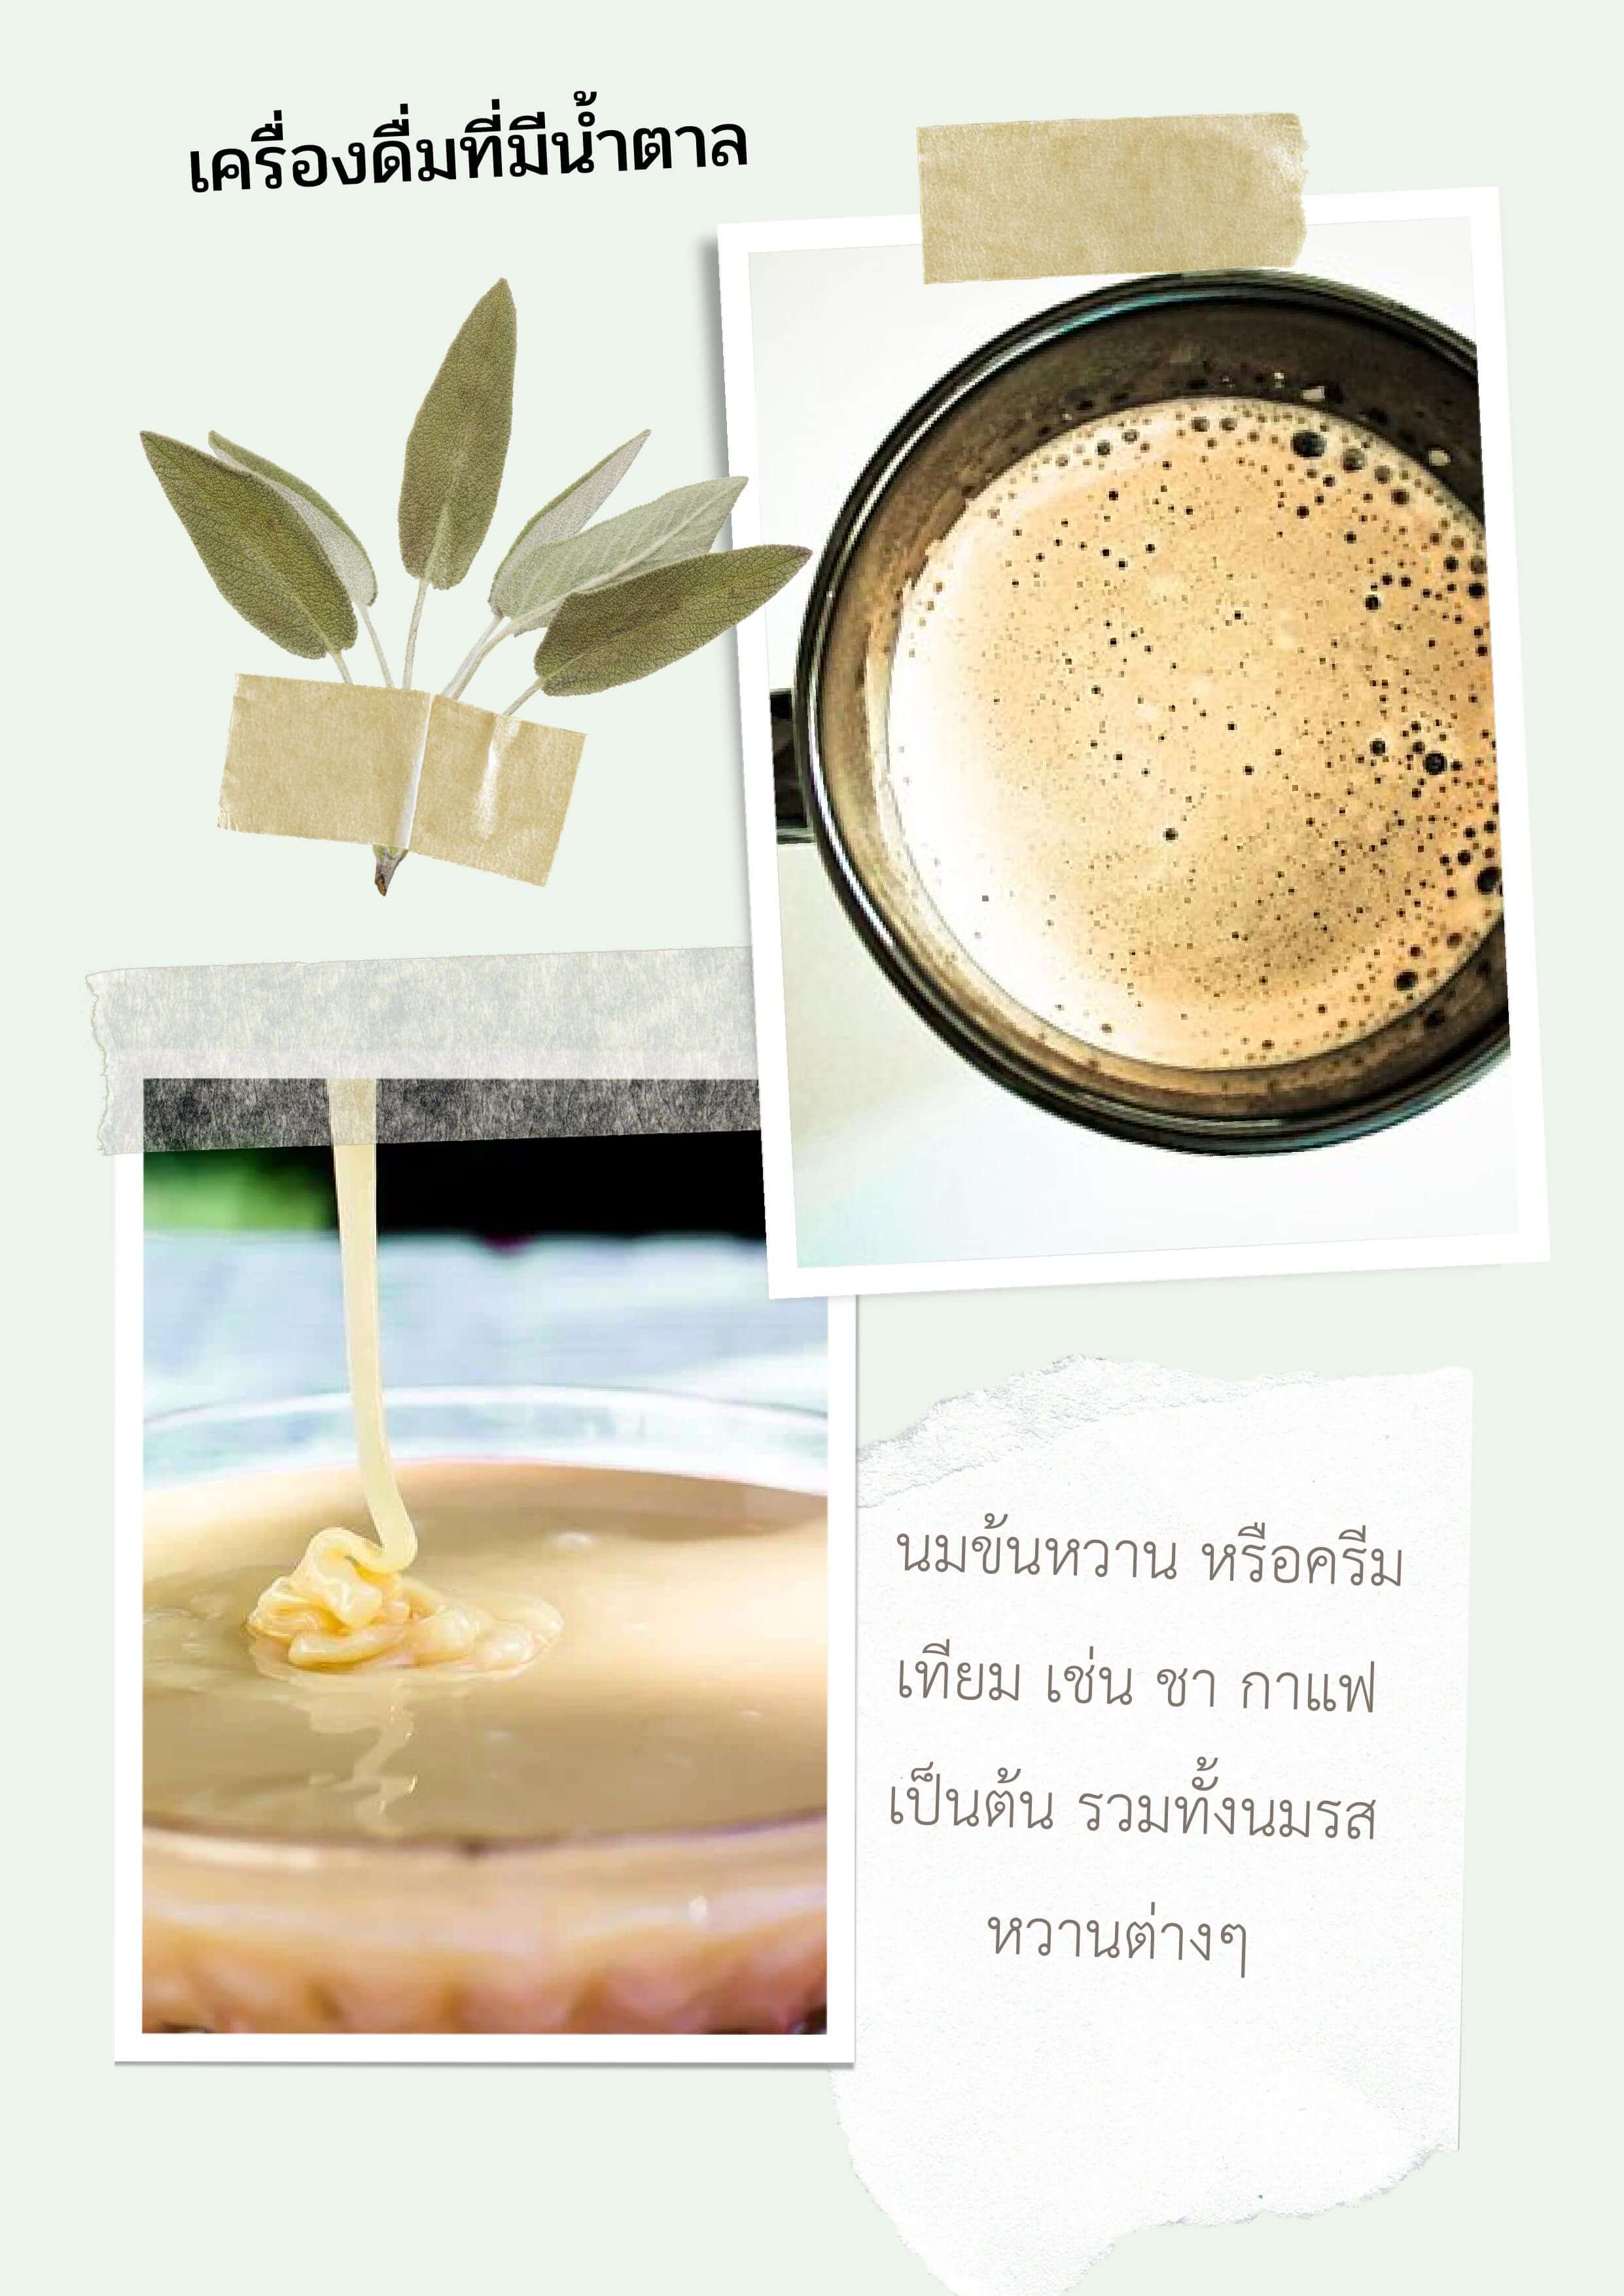 เครื่องดื่มที่มีน้ำตาล
นมข้นหวาน หรือครีม
เทียม เช่น ชา กาแฟ
เป็นต้น รวมทั้งนมรส
หวานต่างๆ